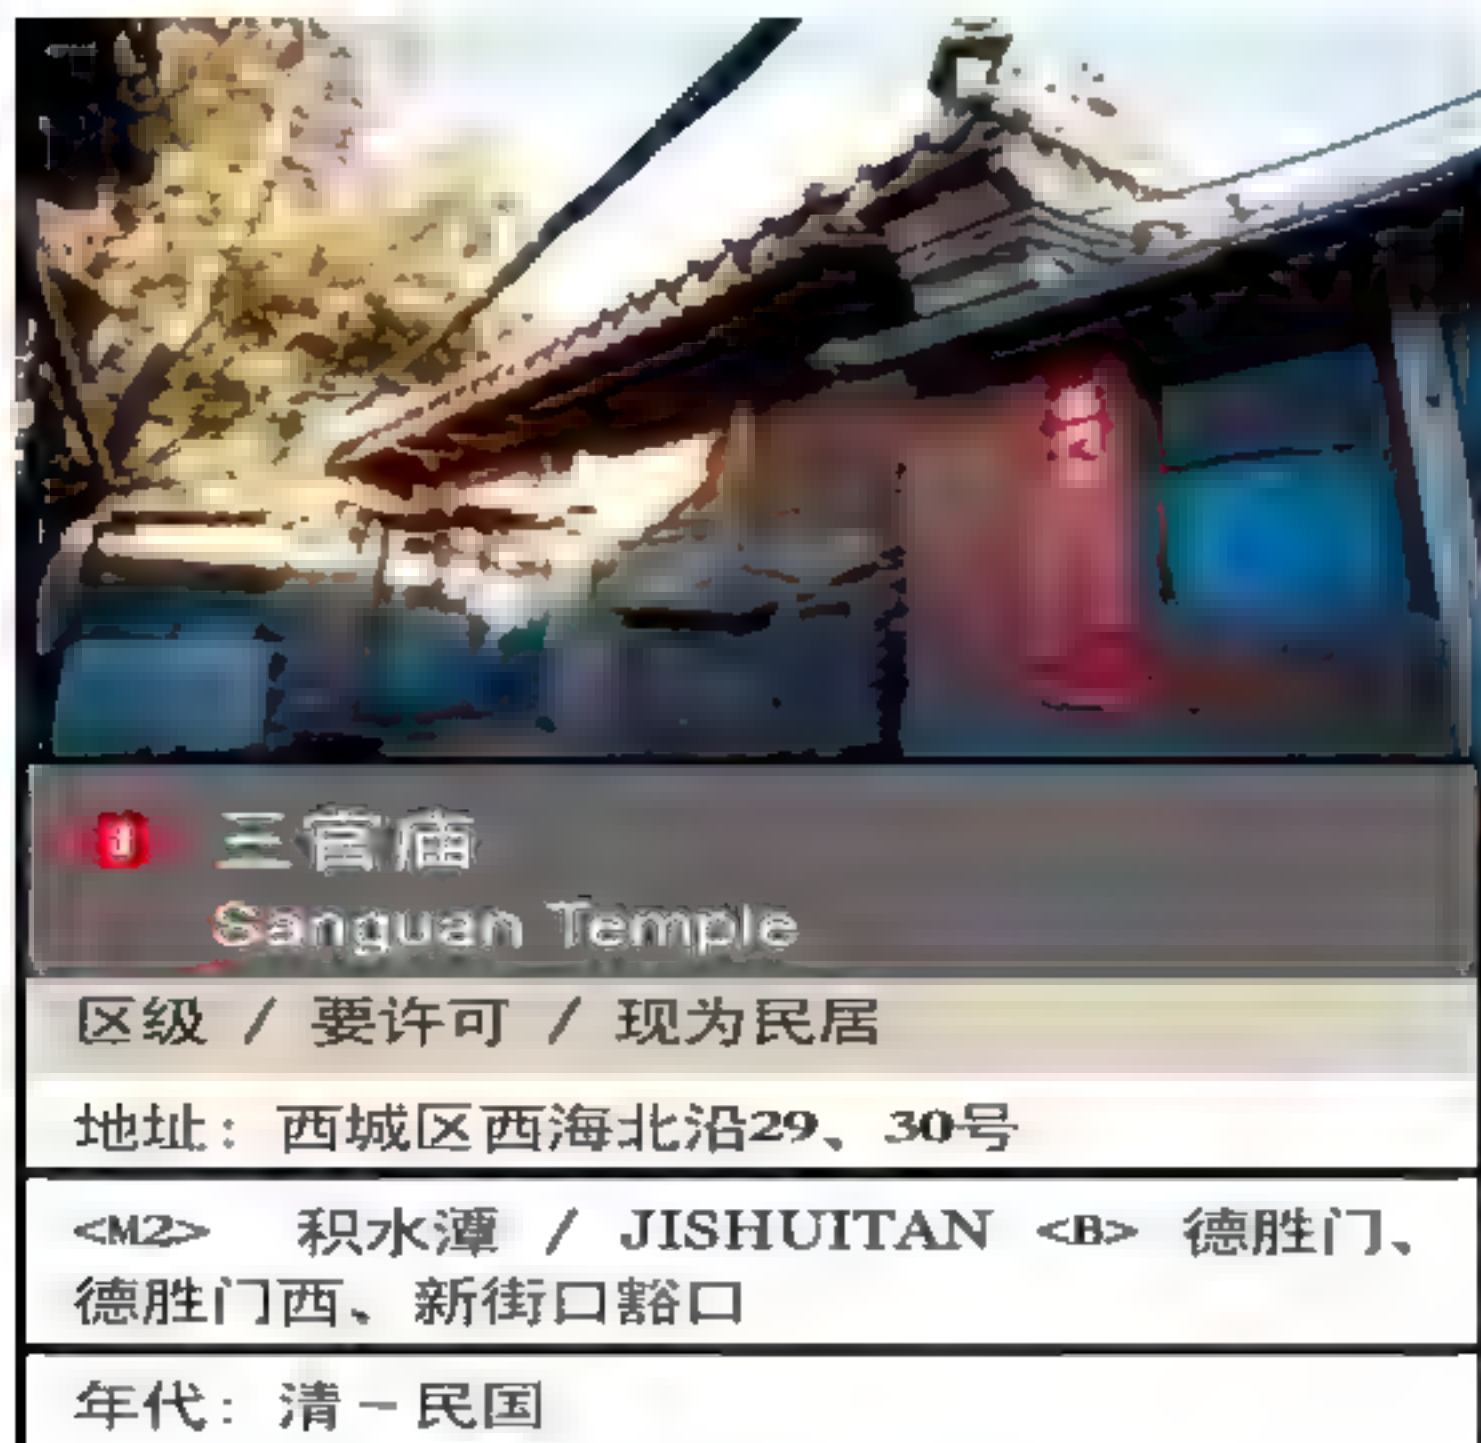 三官庙
Sanguan Temple
区级 / 要许可 / 现为民居
地址：西城区西海北沿29、30号
<M2> 积水潭 / JISHUITAN <B> 德胜门、
德胜门西、新街口豁口
年代：清－民国